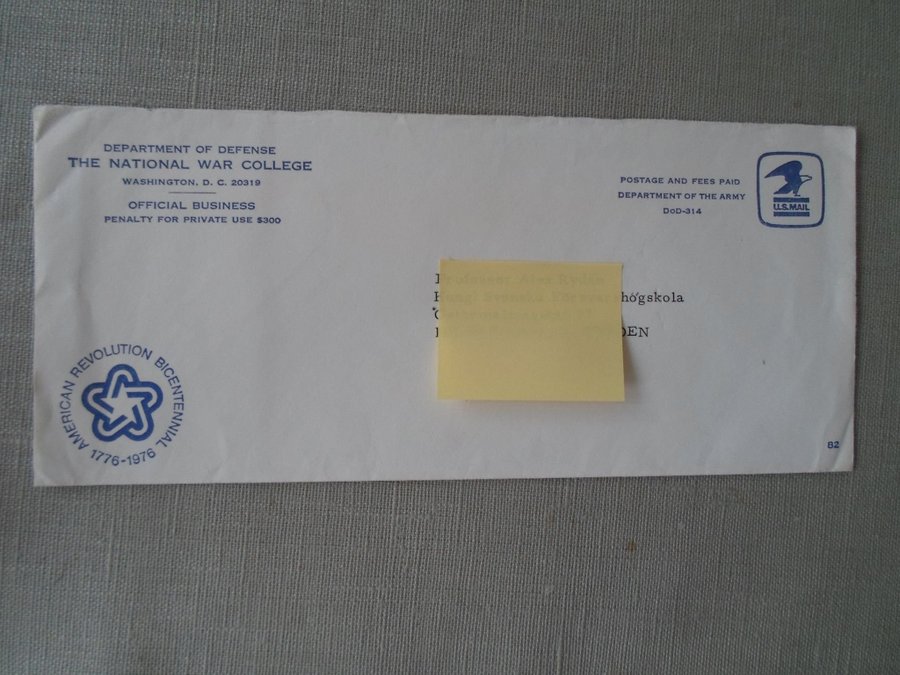 DEPARTMENT OF DEFENSE
THE NATIONAL WAR COLLEGE
WASHINGTON, D. C. 20319
OFFICIAL BUSINESS
PENALTY FOR PRIVATE USE $300
POSTAGE AND FEES PAID
DEPARTMENT OF THE ARMY
DOD-314
U.S.MAIL
högskola
DEN
AMERICAN REVOLUTION BICENTENNIAL
1776-1976
82